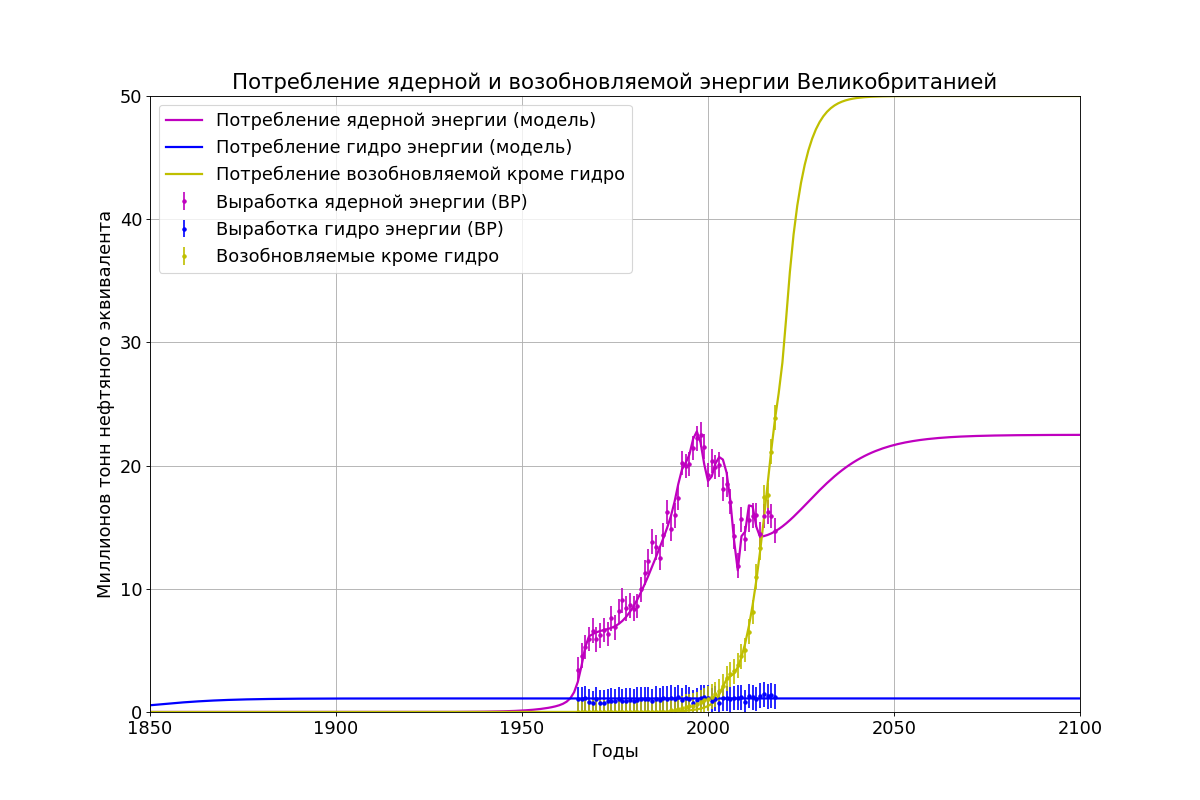 Потребление ядерной и возобновляемой энергии Великобританией
Потребление ядерной энергии (модель)
Потребление гидро энергии (модель)
Потребление возобновляемой кроме гидро
Выработка ядерной энергии (BP)
Выработка гидро энергии (BP)
Возобновляемые кроме гидро
Миллионов тонн нефтяного эквивалента
50
40
30
20
10
0
1850 1900 1950 2000 2050 2100
Годы